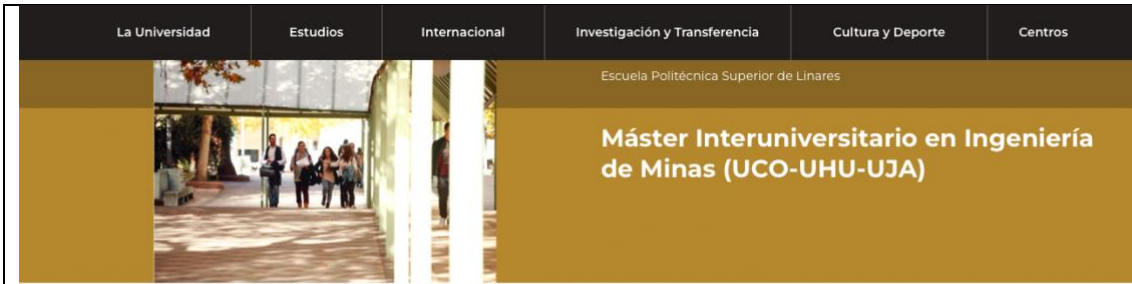 La Universidad Estudios Internacional Investigación y Transferencia Cultura y Deporte Centros
Escuela Politécnica Superior de Linares
Máster Interuniversitario en Ingeniería
de Minas (UCO-UHU-UJA)